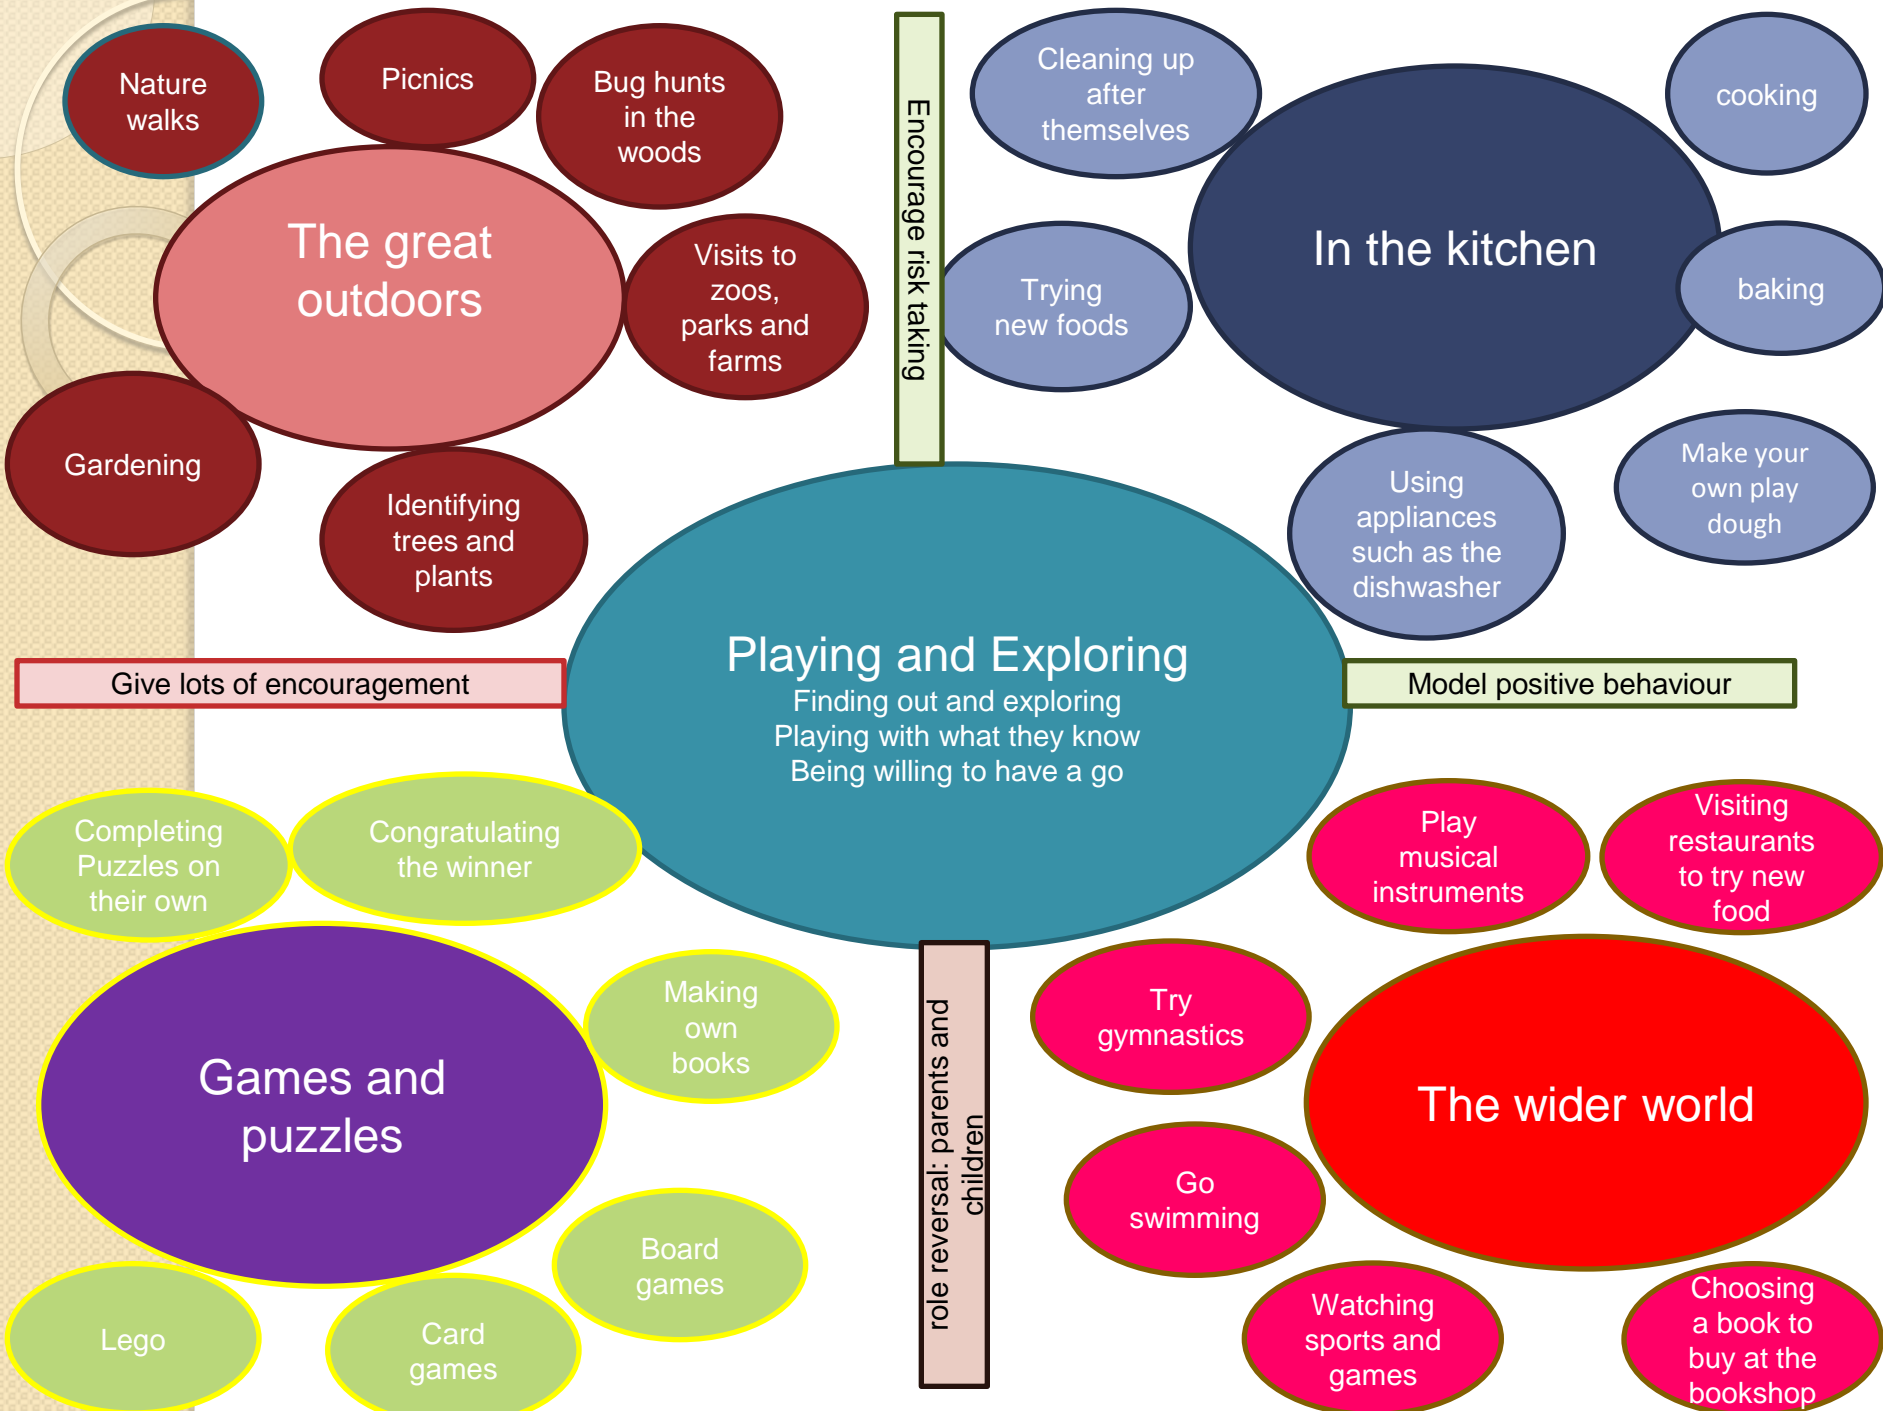 Nature
walks
Picnics
Bug hunts
in the
woods
The great
outdoors
Visits to
zoos,
parks and
farms
Gardening
Identifying
trees and
plants
Encourage risk taking
Cleaning up
after
themselves
cooking
In the kitchen
Trying
new foods
baking
Using
appliances
such as the
dishwasher
Make your
own play
dough
Playing and Exploring
Finding out and exploring
Playing with what they know
Being willing to have a go
Give lots of encouragement
Model positive behaviour
Completing
Puzzles on
their own
Congratulating
the winner
Making
own
books
Games and
puzzles
Board
games
Lego
Card
games
role reversal: parents and
children
Play
musical
instruments
Visiting
restaurants
to try new
food
Try
gymnastics
The wider world
Go
swimming
Watching
sports and
games
Choosing
a book to
buy at the
bookshop